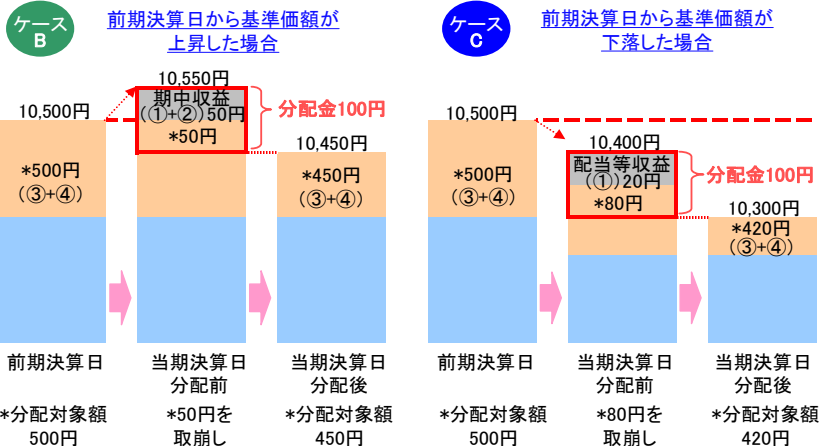 ケース
B
前期決算日から基準価額が
上昇した場合
10,550円
10,500円
期中収益
(①+②)50円
*50円
分配金100円
10,450円
*500円
(③+④)
*450円
(③+④)
前期決算日
当期決算日
分配前
当期決算日
分配後
*分配対象額
500円
*50円を
取崩し
*分配対象額
450円
ケース
C
前期決算日から基準価額が
下落した場合
10,500円
10,400円
配当等収益
(①)20円
*80円
分配金100円
*500円
(③+④)
10,300円
*420円
(③+④)
前期決算日
当期決算日
分配前
当期決算日
分配後
*分配対象額
500円
*80円を
取崩し
*分配対象額
420円